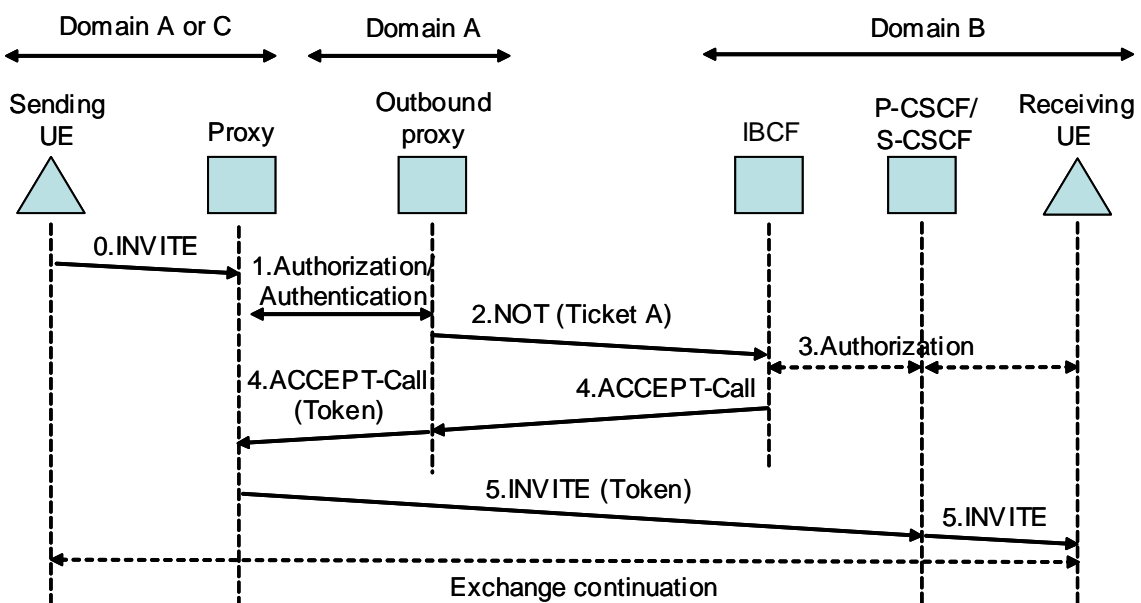 Domain A or C
Domain A
Domain B
Sending
UE
Proxy
Outbound
proxy
IBCF
P-CSCF/
S-CSCF
Receiving
UE
0.INVITE
1.Authorization/
Authentication
2.NOT (Ticket A)
3.Authorization
4.ACCEPT-Call
(Token)
4.ACCEPT-Call
5.INVITE (Token)
5.INVITE
Exchange continuation